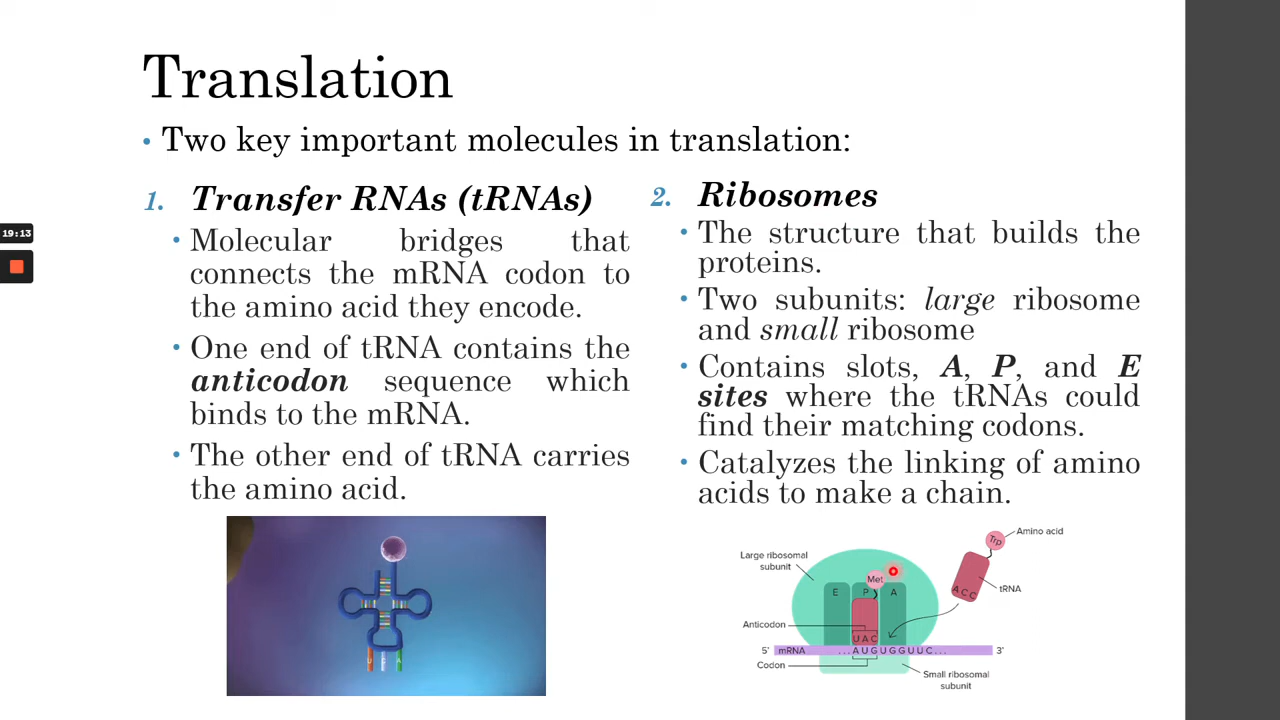 Translation
• Two key important molecules in translation:
1. Transfer RNAs (tRNAs)
• Molecular bridges that
connects the mRNA codon to
the amino acid they encode.
• One end of tRNA contains the
anticodon sequence which
binds to the mRNA.
• The other end of tRNA carries
the amino acid.
2. Ribosomes
• The structure that builds the
proteins.
• Two subunits: large ribosome
and small ribosome
• Contains slots, A, P, and E
sites where the tRNAs could
find their matching codons.
• Catalyzes the linking of amino
acids to make a chain.
19:13
Amino acid
Trp
Large ribosomal
subunit
Met
E P A
tRNA
ACC
Anticodon
UAC
5' mRNA ...AUGUGGUUC... 3'
Codon
Small ribosomal
subunit